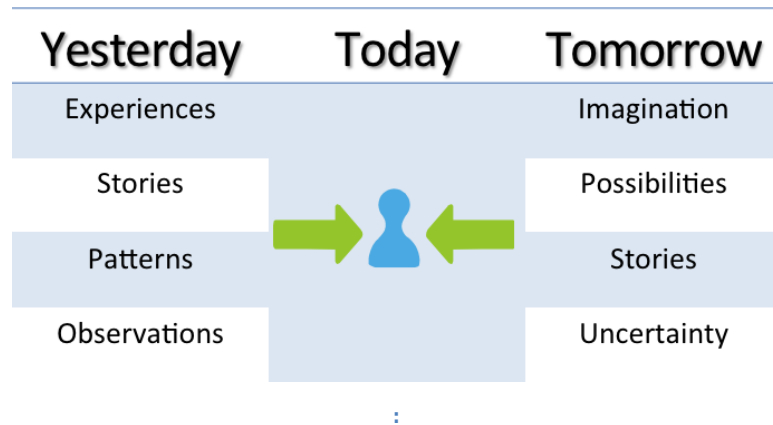 Yesterday Today Tomorrow
Experiences Imagination
Stories Possibilities
Patterns Stories
Observations Uncertainty
: